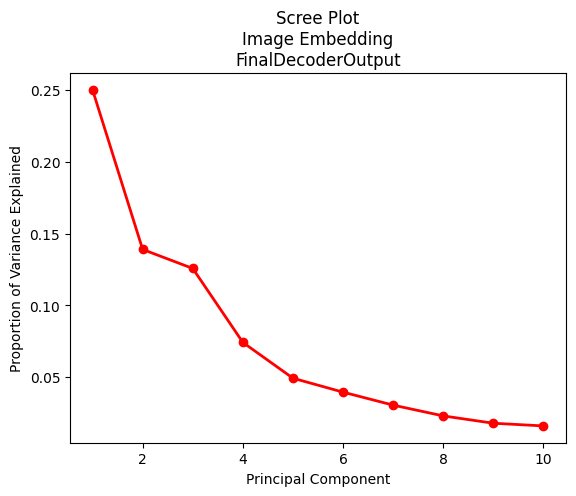 Scree Plot
Image Embedding
FinalDecoderOutput
Proportion of Variance Explained
0.25
0.20
0.15
0.10
0.05
2 4 6 8 10
Principal Component